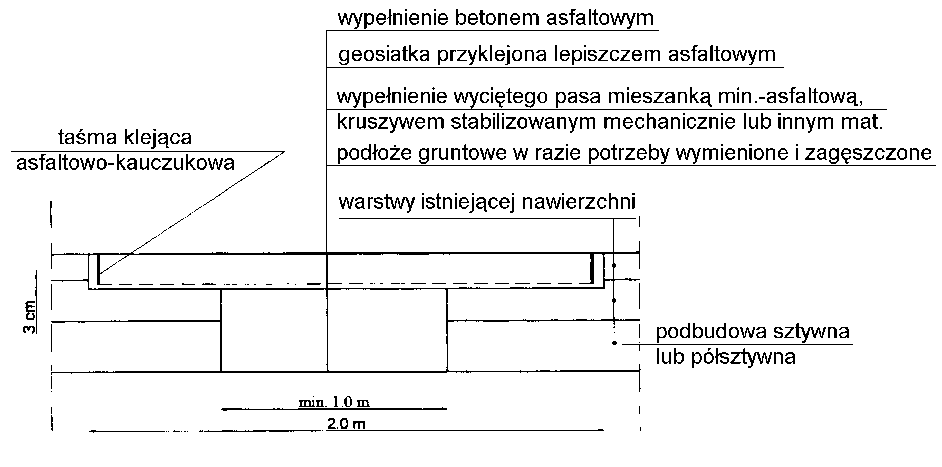 wypełnienie betonem asfaltowym
geosiatka przyklejona lepiszczem asfaltowym
wypełnienie wyciętego pasa mieszanką min.-asfaltową,
kruszywem stabilizowanym mechanicznie lub innym mat.
podłoże gruntowe w razie potrzeby wymienione i zagęszczone
taśma klejąca
asfaltowo-kauczukowa
warstwy istniejącej nawierzchni
3 cm
podbudowa sztywna
lub półsztywna
min. 1.0 m
2.0 m